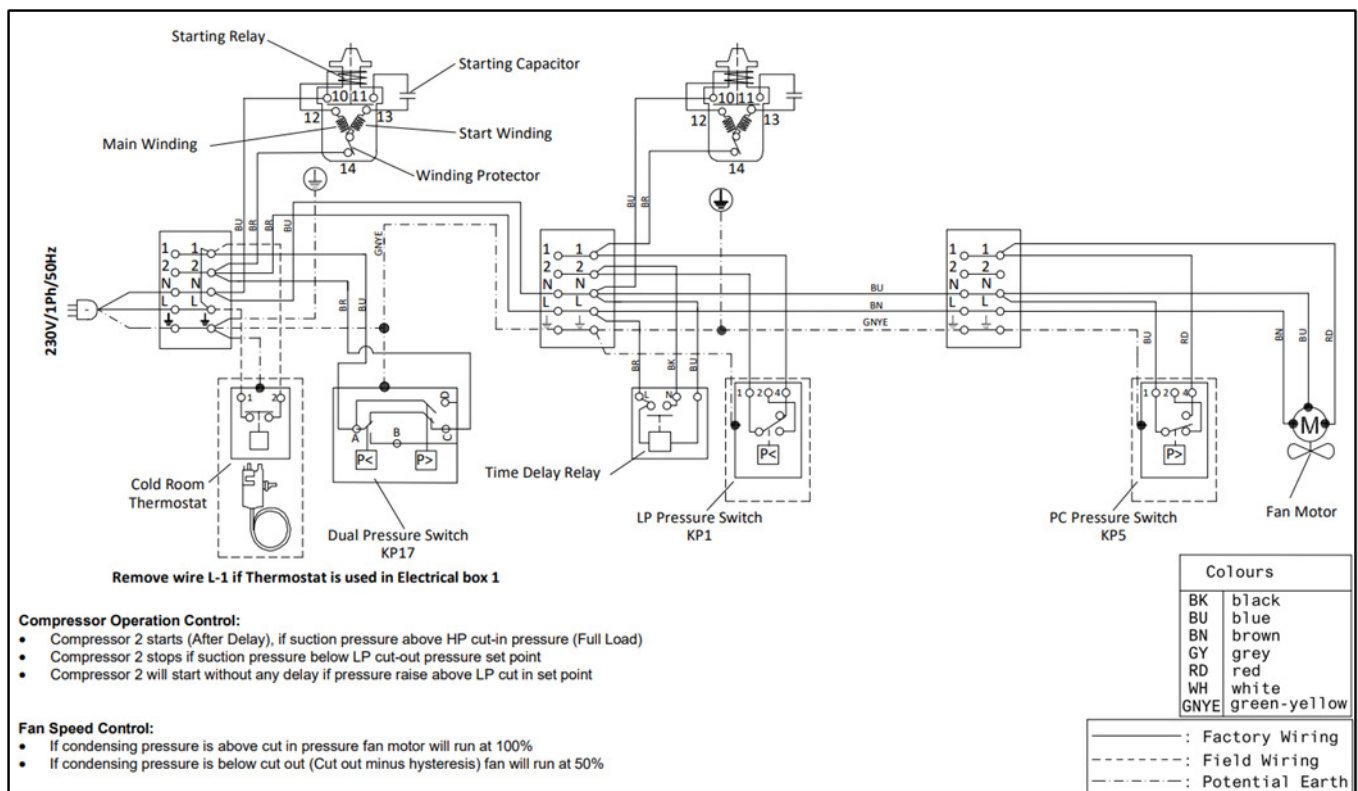 Starting Relay
Starting Capacitor
10 11
12
13
Start Winding
Main Winding
14
Winding Protector
10 11
12
13
14
BU
BR
BR
BU
BU
BR
GNYE
230V/1Ph/50Hz
1 1
2 2
N N
L L
BR
BU
1 1
2 2
N N
L L
BU
BN
GNYE
1 1
2 2
N N
L L
BR
BK
BU
BU
RD
BN
BU
RD
1 2
Cold Room
Thermostat
A
B
C
D
P<
P>
Dual Pressure Switch
KP17
L N
Time Delay Relay
1 2 4
P<
LP Pressure Switch
KP1
1 2 4
P>
PC Pressure Switch
KP5
M
Fan Motor
Remove wire L-1 if Thermostat is used in Electrical box 1
Compressor Operation Control:
• Compressor 2 starts (After Delay), if suction pressure above HP cut-in pressure (Full Load)
• Compressor 2 stops if suction pressure below LP cut-out pressure set point
• Compressor 2 will start without any delay if pressure raise above LP cut in set point
Fan Speed Control:
• If condensing pressure is above cut in pressure fan motor will run at 100%
• If condensing pressure is below cut out (Cut out minus hysteresis) fan will run at 50%
Colours
BK black
BU blue
BN brown
GY grey
RD red
WH white
GNYE green-yellow
: Factory Wiring
: Field Wiring
: Potential Earth